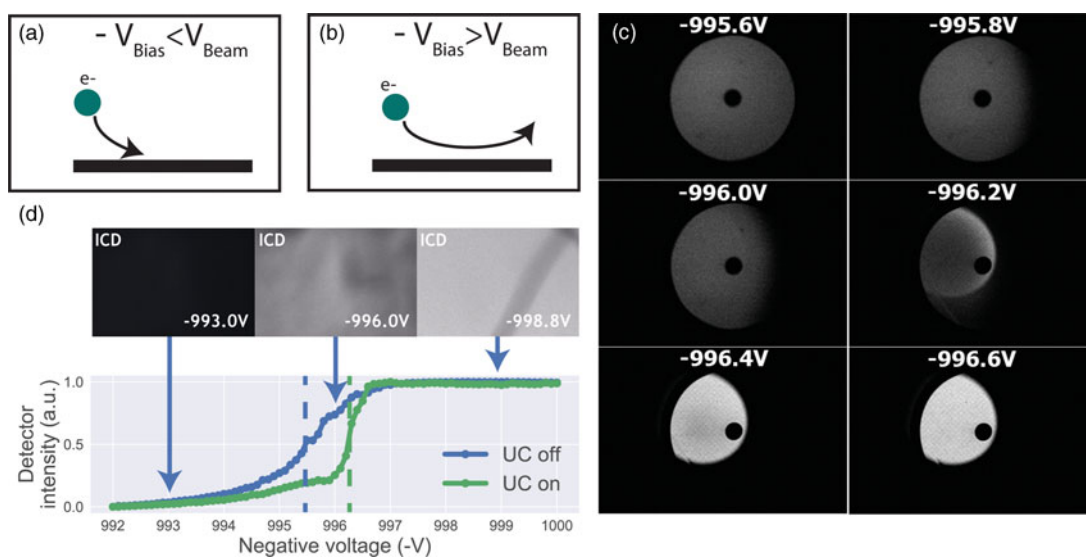 (a)
- V Bias < V Beam
e-
(b)
- V Bias > V Beam
e-
(c)
-995.6V
-995.8V
-996.0V
-996.2V
-996.4V
-996.6V
(d)
ICD
-993.0V
ICD
-996.0V
ICD
-998.8V
Detector
intensity (a.u.)
1.0
0.5
0.0
UC off
UC on
992 993 994 995 996 997 998 999 1000
Negative voltage (-V)